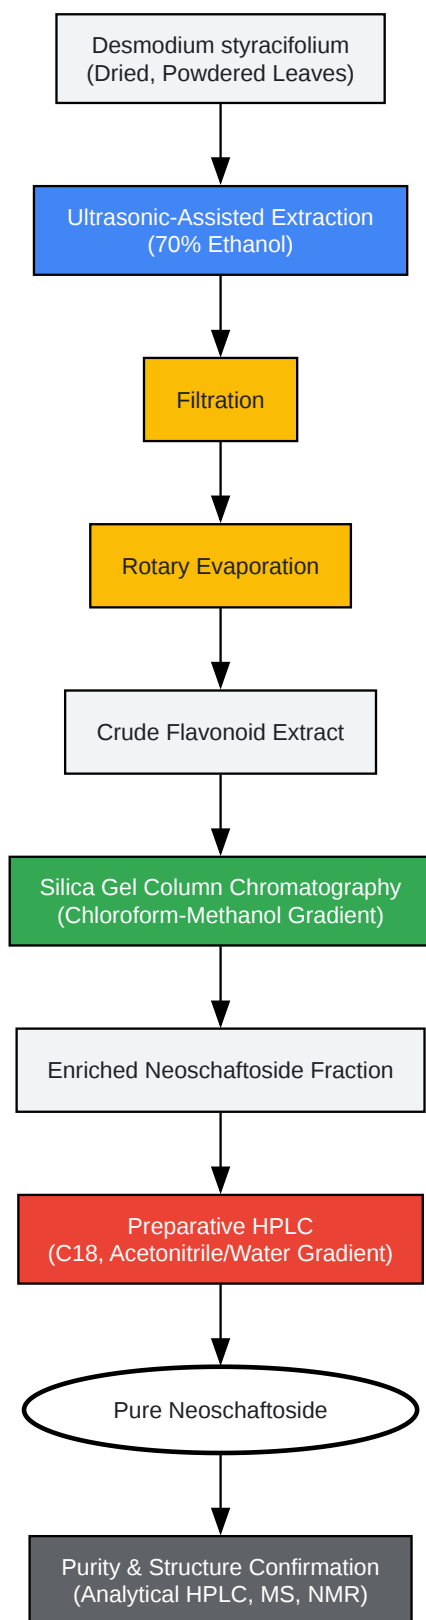 Desmodium styracifolium
(Dried, Powdered Leaves)
Ultrasonic-Assisted Extraction
(70% Ethanol)
Filtration
Rotary Evaporation
Crude Flavonoid Extract
Silica Gel Column Chromatography
(Chloroform-Methanol Gradient)
Enriched Neoschaftoside Fraction
Preparative HPLC
(C18, Acetonitrile/Water Gradient)
Pure Neoschaftoside
Purity & Structure Confirmation
(Analytical HPLC, MS, NMR)